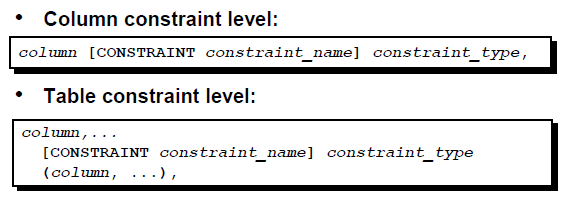 • Column constraint level:
column [CONSTRAINT constraint_name] constraint_type,
• Table constraint level:
column,...
[CONSTRAINT constraint_name] constraint_type
(column, ...),